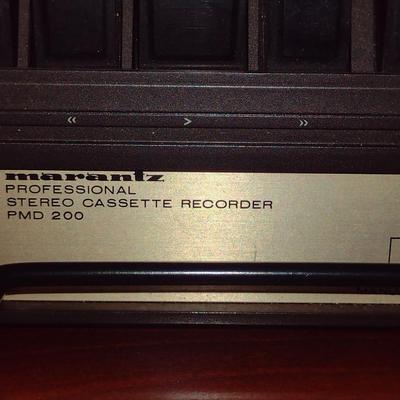 « > »
marantz
PROFESSIONAL
STEREO CASSETTE RECORDER
PMD 200